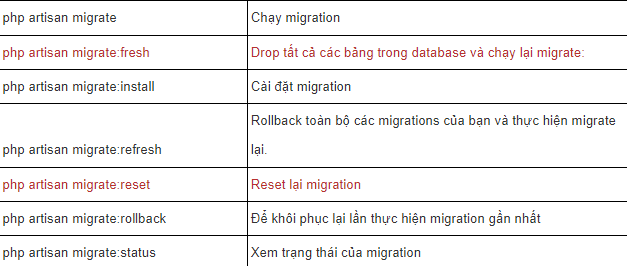 php artisan migrate Chạy migration
php artisan migrate:fresh Drop tất cả các bảng trong database và chạy lại migrate:
php artisan migrate:install Cài đặt migration
Rollback toàn bộ các migrations của bạn và thực hiện migrate
php artisan migrate:refresh lại.
php artisan migrate:reset Reset lại migration
php artisan migrate:rollback Để khôi phục lại lần thực hiện migration gần nhất
php artisan migrate:status Xem trạng thái của migration